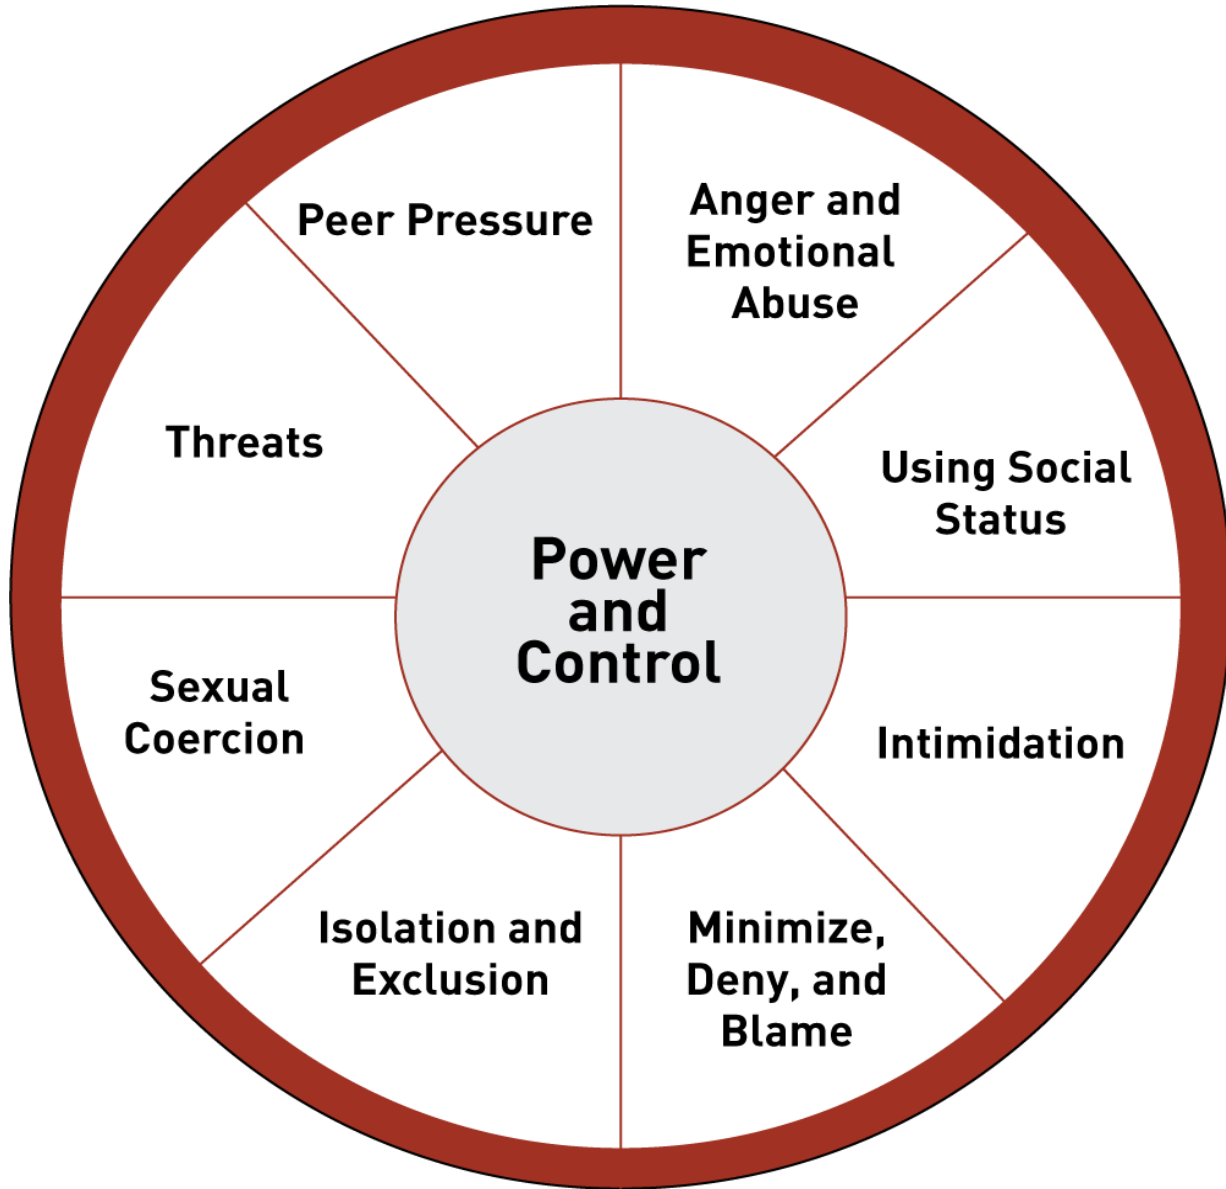 Peer Pressure
Anger and
Emotional
Abuse
Threats
Using Social
Status
Power
and
Control
Sexual
Coercion
Intimidation
Isolation and
Exclusion
Minimize,
Deny, and
Blame